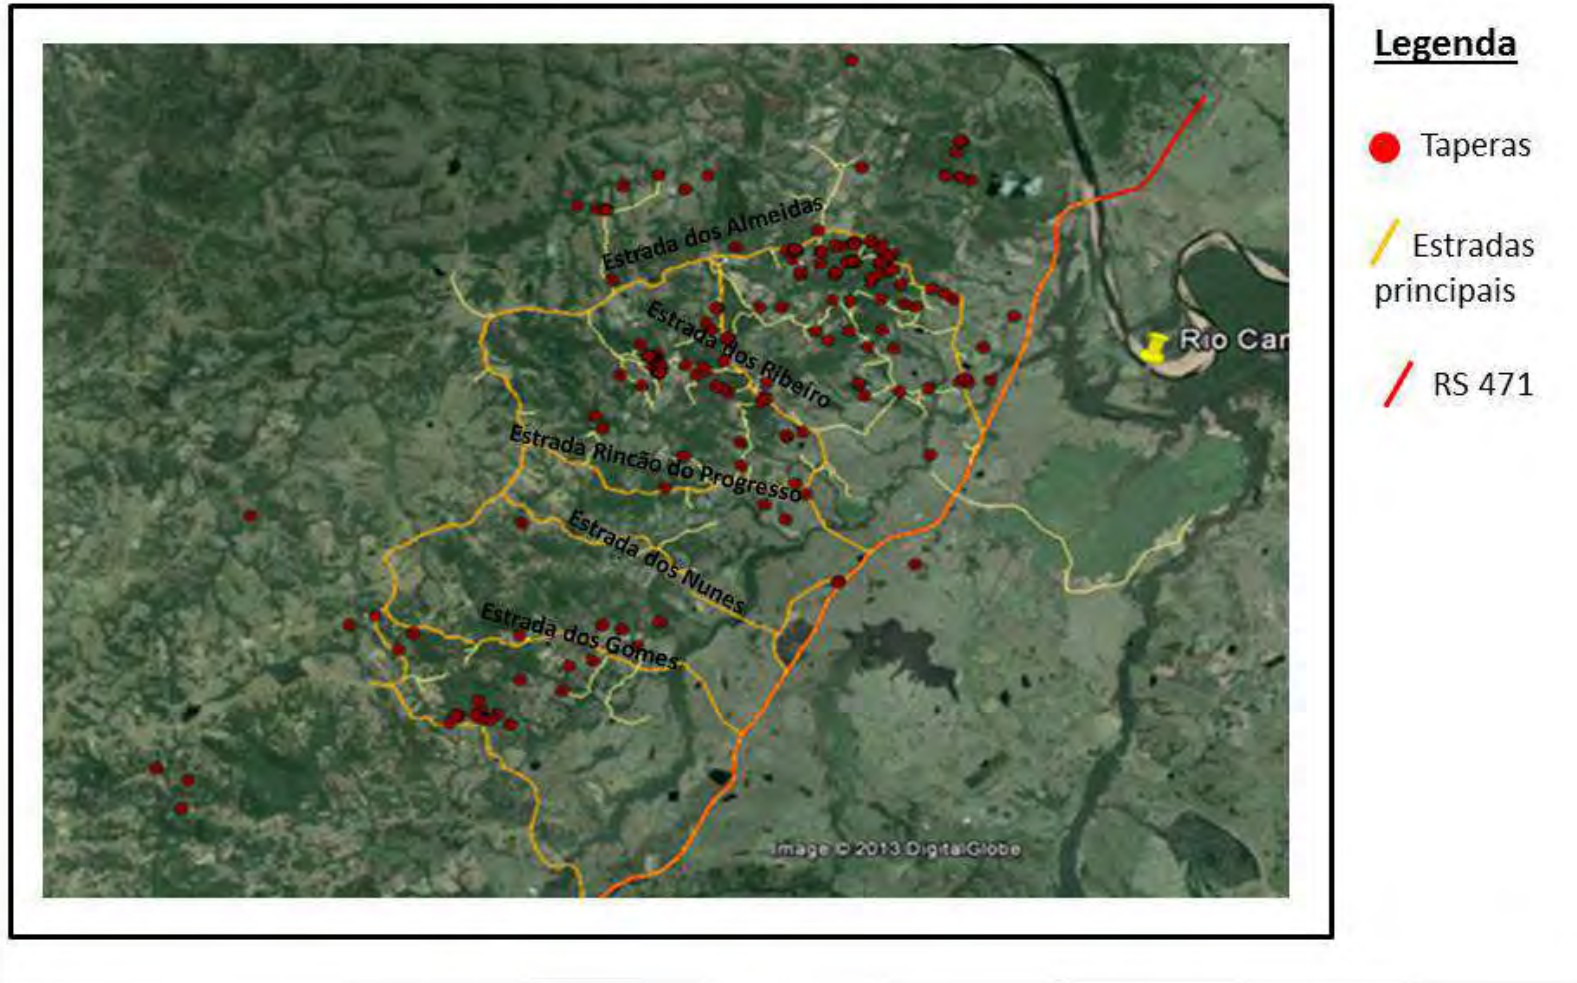 Legenda
Taperas
Estradas
principais
RS 471
Estrada dos Almeidas
Estrada dos Ribeiro
Rio Car
Estrada Rincão do Progresso
Estrada dos Nunes
Estrada dos Gomes
Image © 2013 DigitalGlobe